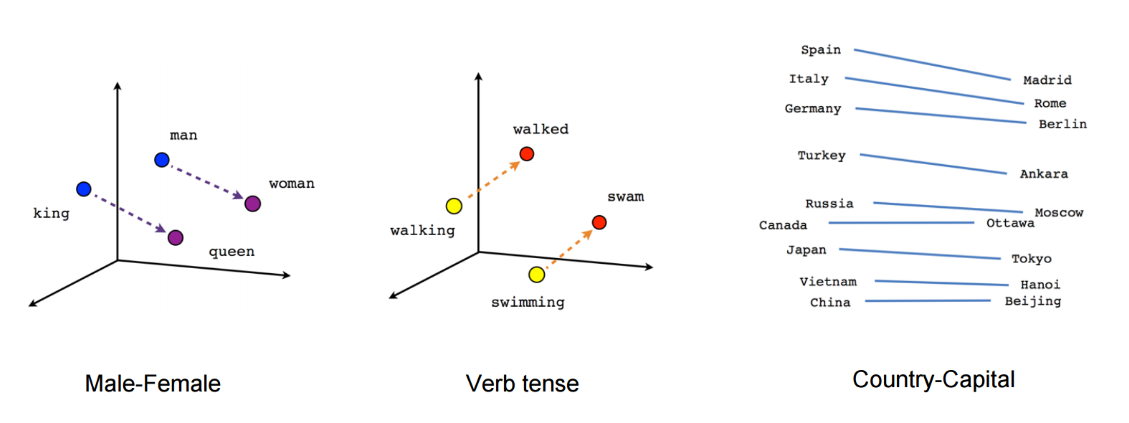 man
woman
king
queen
Male-Female
walked
swam
walking
swimming
Verb tense
Spain
Madrid
Italy
Rome
Germany
Berlin
Turkey
Ankara
Russia
Moscow
Canada
Ottawa
Japan
Tokyo
Vietnam
Hanoi
China
Beijing
Country-Capital